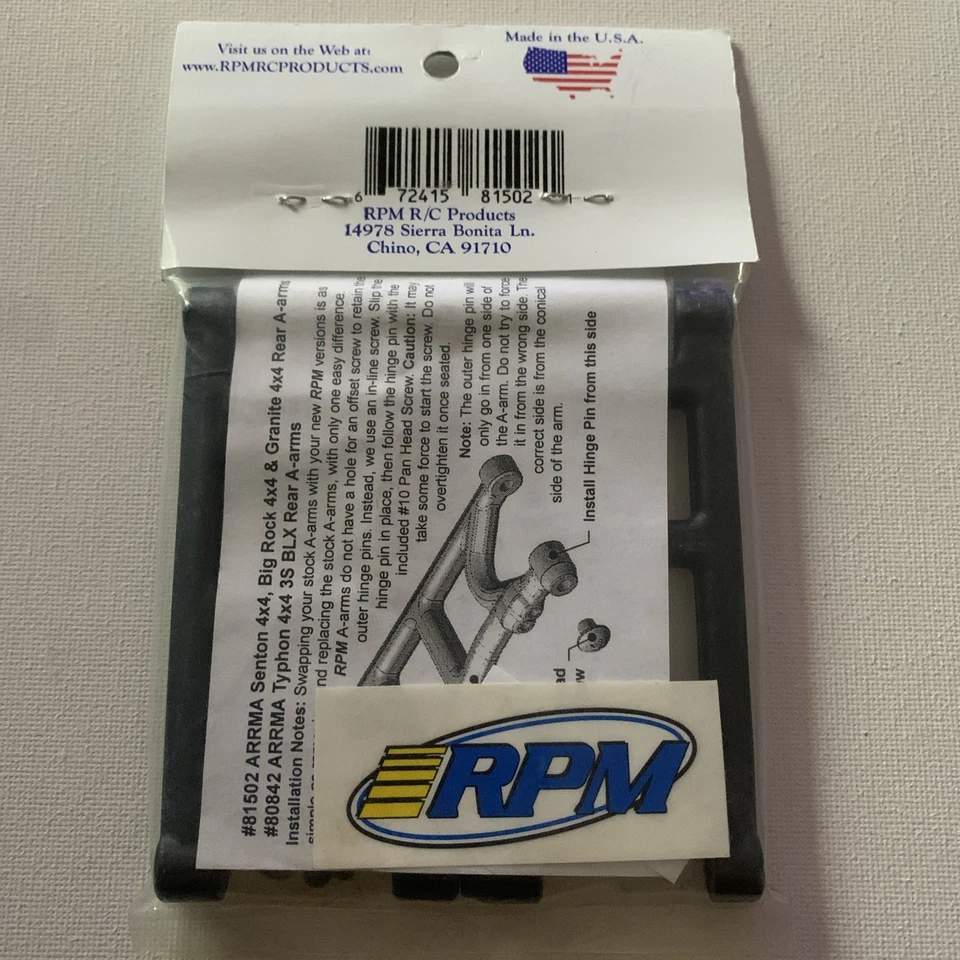 Visit us on the Web at:
www.RPMRCPRODUCTS.com
Made in the U.S.A.
6 72415 81502 1
RPM R/C Products
14978 Sierra Bonita Ln.
Chino, CA 91710
#81502 ARRMA Senton 4x4, Big Rock 4x4 & Granite 4x4 Rear A-arms
#80842 ARRMA Typhon 4x4 3S BLX Rear A-arms
Installation Notes: Swapping your stock A-arms with your new RPM versions is as
replacing the stock A-arms, with only one easy difference.
RPM A-arms do not have a hole for an offset screw to retain the
outer hinge pins. Instead, we use an in-line screw. Slip the
hinge pin in place, then follow the hinge pin with the
included #10 Pan Head Screw. Caution: It may
take some force to start the screw. Do not
overtighten it once seated.
Note: The outer hinge pin will
only go in from one side of
the A-arm. Do not try to force
it in from the wrong side. The
correct side is from the conical
side of the arm.
Install Hinge Pin from this side
RPM